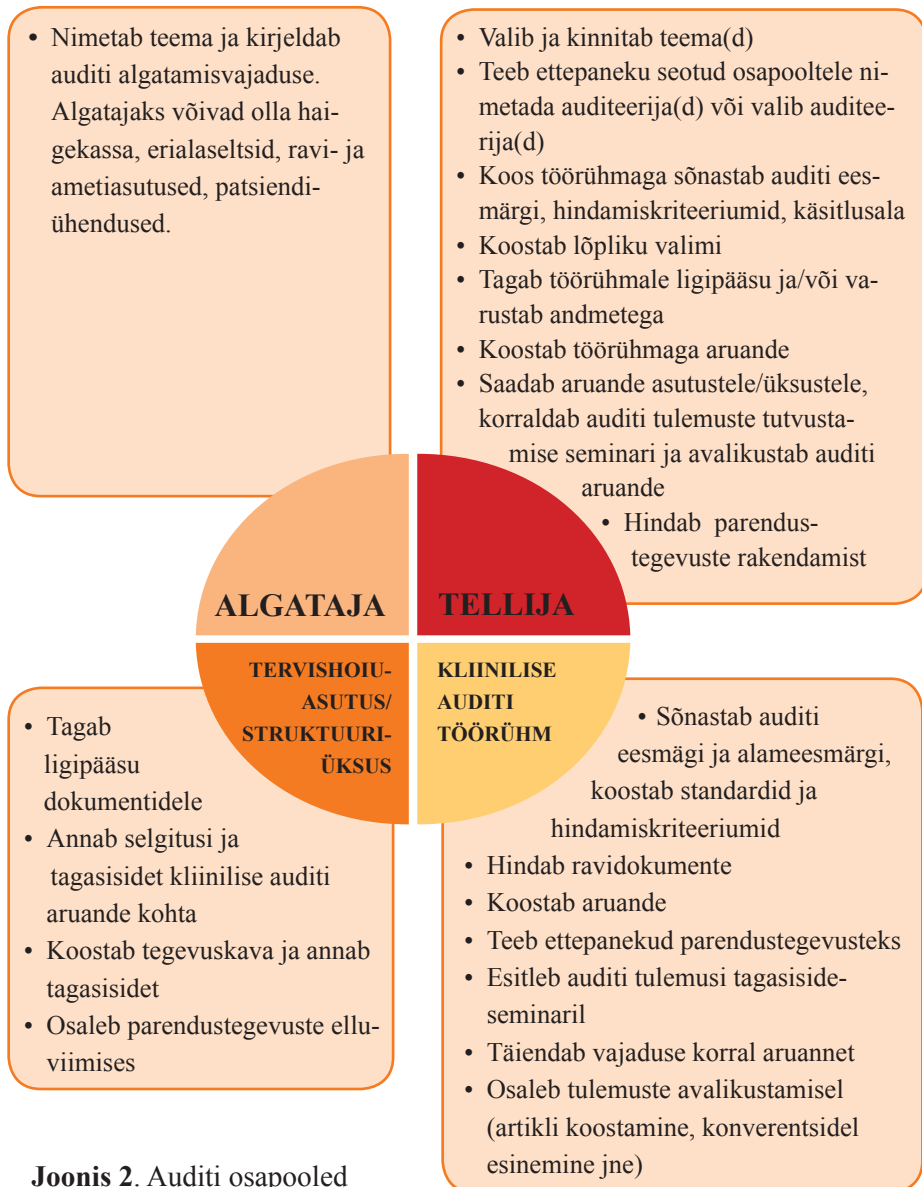 • Nimetab teema ja kirjeldab
auditi algatamisvajaduse.
Algatajaks võivad olla hai-
gekassa, erialaseltsid, ravi- ja
ametiasutused, patsiendi-
ühendused.
• Valib ja kinnitab teema(d)
• Teeb ettepaneku seotud osapooltele ni-
metada auditeerija(d) või valib auditee-
rija(d)
• Koos töörühmaga sõnastab auditi ees-
märgi, hindamiskriteeriumid, käsitlusala
• Koostab lõpliku valimi
• Tagab töörühmale ligipääsu ja/või va-
rustab andmetega
• Koostab töörühmaga aruande
• Saadab aruande asutustele/üksustele,
korraldab auditi tulemuste tutvusta-
mise seminari ja avalikustab auditi
aruande
• Hindab parendus-
tegevuste rakendamist
ALGATAJA
TELLIJA
TERVISHOIU-
ASUTUS/
STRUKTUURI-
ÜKSUS
KLIINILISE
AUDITI
TÖÖRÜHM
• Tagab
ligipääsu
dokumentidele
• Annab selgitusi ja
tagasisidet kliinilise auditi
aruande kohta
• Koostab tegevuskava ja annab
tagasisidet
• Osaleb parendustegevuste ellu-
viimises
• Sõnastab auditi
eesmägi ja alameesmärgi,
koostab standardid ja
hindamiskriteeriumid
• Hindab ravidokumente
• Koostab aruande
• Teeb ettepanekud parendustegevusteks
• Esitleb auditi tulemusi tagasiside-
seminaril
• Täiendab vajaduse korral aruannet
• Osaleb tulemuste avalikustamisel
(artikli koostamine, konverentsidel
esinemine jne)
Joonis 2. Auditi osapooled